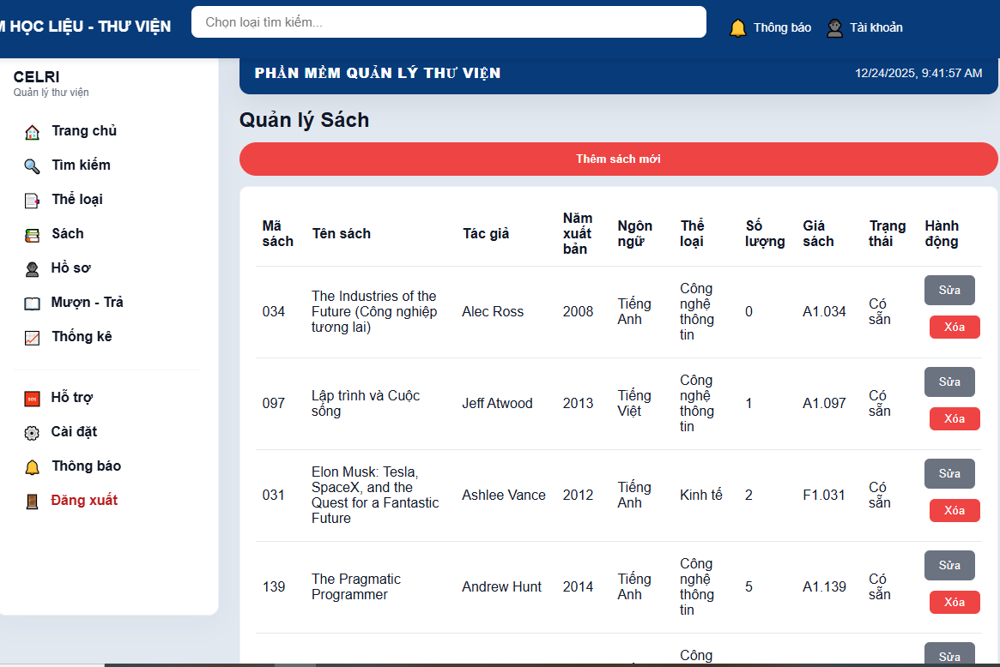 HỌC LIỆU - THƯ VIỆN
Chọn loại tìm kiếm...
Thông báo
Tài khoản
CELRI
Quản lý thư viện
Trang chủ
Tìm kiếm
Thể loại
Sách
Hồ sơ
Mượn - Trả
Thống kê
SOS
Hỗ trợ
Cài đặt
Thông báo
Đăng xuất
PHẦN MỀM QUẢN LÝ THƯ VIỆN
12/24/2025, 9:41:57 AM
Quản lý Sách
Thêm sách mới
Mã
sách
Tên sách
Tác giả
Năm
xuất
bản
Ngôn
ngữ
Thể
loại
Số
lượng
Giá
sách
Trạng
thái
Hành
động
034
The Industries of the
Future (Công nghiệp
tương lai)
Alec Ross
2008
Tiếng
Anh
Công
nghệ
thông
tin
0
A1.034
Có
sẵn
Sửa
Xóa
097
Lập trình và Cuộc
sống
Jeff Atwood
2013
Tiếng
Việt
Công
nghệ
thông
tin
1
A1.097
Có
sẵn
Sửa
Xóa
031
Elon Musk: Tesla,
SpaceX, and the
Quest for a Fantastic
Future
Ashlee Vance
2012
Tiếng
Anh
Kinh tế
2
F1.031
Có
sẵn
Sửa
Xóa
139
The Pragmatic
Programmer
Andrew Hunt
2014
Tiếng
Anh
Công
nghệ
thông
tin
5
A1.139
Có
sẵn
Sửa
Xóa
Công
Sửa